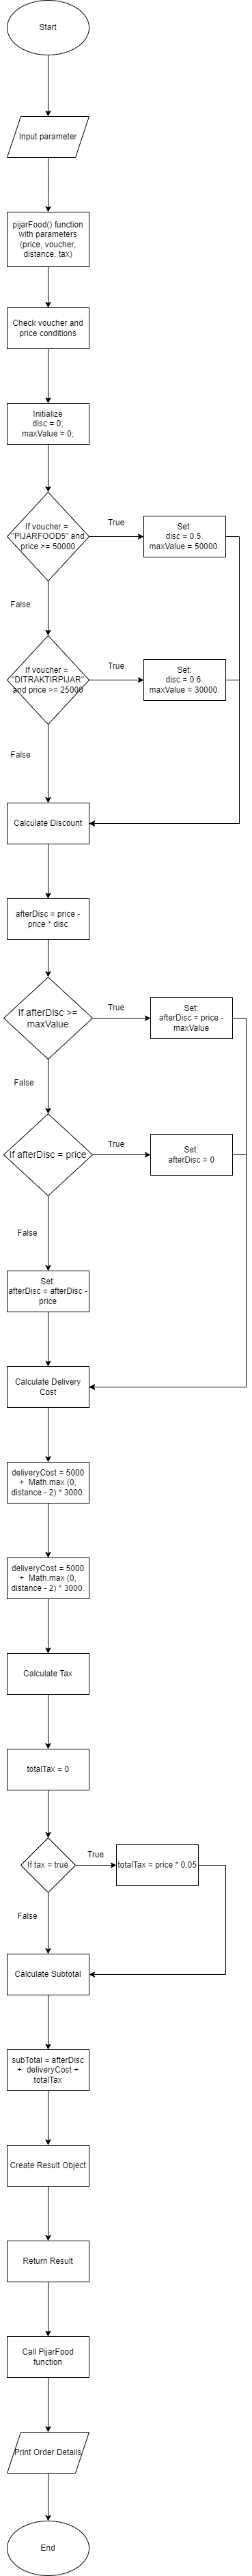 Start
Input parameter
pijarFood() function
with parameters
(price, voucher,
distance, tax)
Check voucher and
price conditions
Initialize
disc = 0;
maxValue = 0;
If voucher =
"PIJARFOOD5" and
price >= 50000
True
Set:
disc = 0.5.
maxValue = 50000.
False
If voucher =
"DITRAKTIRPIJAR"
and price >= 25000
True
Set:
disc = 0.6.
maxValue = 30000.
False
Calculate Discount
afterDisc = price -
price * disc
If afterDisc >=
maxValue
True
Set:
afterDisc = price -
maxValue
False
If afterDisc = price
True
Set:
afterDisc = 0
False
Set:
afterDisc = afterDisc -
price
Calculate Delivery
Cost
deliveryCost = 5000
+ Math.max (0,
distance - 2) * 3000.
deliveryCost = 5000
+ Math.max (0,
distance - 2) * 3000.
Calculate Tax
totalTax = 0
If tax = true
True
totalTax = price * 0.05
False
Calculate Subtotal
subTotal = afterDisc
+ deliveryCost +
totalTax
Create Result Object
Return Result
Call PijarFood
function
Print Order Details
End